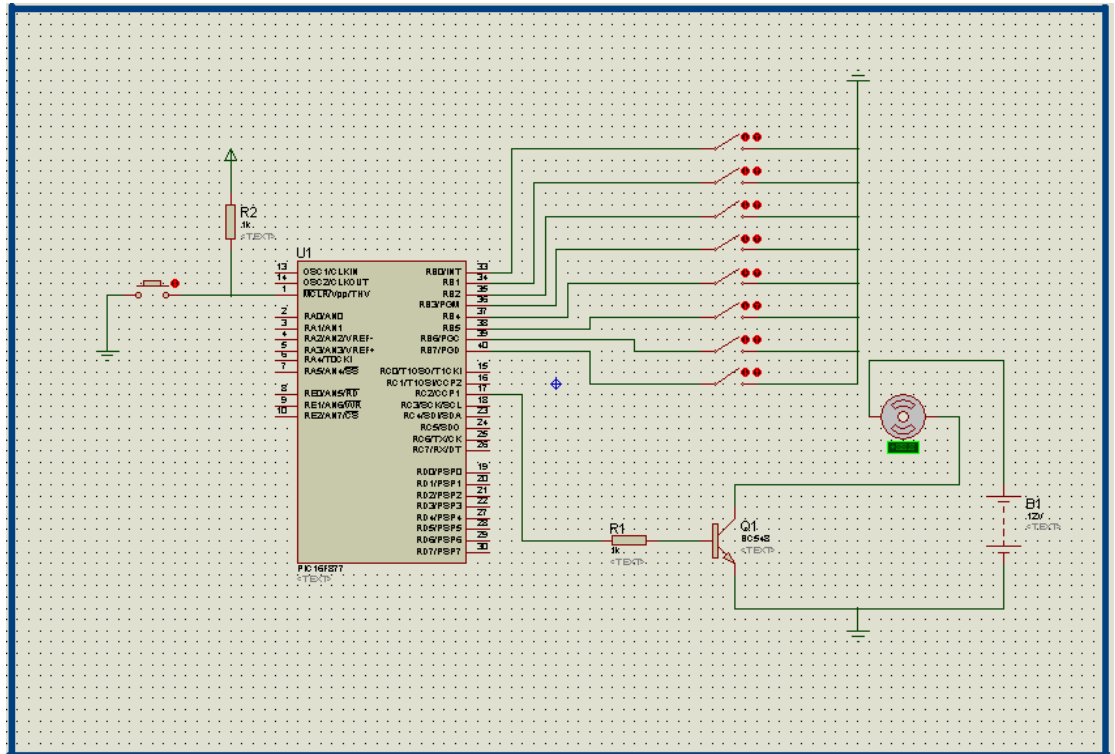 R2
1k
<TEXT>
U1
13 OSC1/CLKIN
14 OSC2/CLKOUT
1 MCLR/Vpp/THV
2 RA0/AN0
3 RA1/AN1
4 RA2/AN2/VREF-
5 RA3/AN3/VREF+
6 RA4/T0CKI
7 RA5/AN4/SS
8 RE0/AN5/RD
9 RE1/AN6/WR
10 RE2/AN7/CS
RB0/INT 33
RB1 34
RB2 35
RB3/PGM 36
RB4 37
RB5 38
RB6/PGC 39
RB7/PGD 40
RC0/T1OSO/T1CKI 15
RC1/T1OSI/CCP2 16
RC2/CCP1 17
RC3/SCK/SCL 18
RC4/SDI/SDA 23
RC5/SDO 24
RC6/TX/CK 25
RC7/RX/DT 26
RD0/PSP0 19
RD1/PSP1 20
RD2/PSP2 21
RD3/PSP3 22
RD4/PSP4 27
RD5/PSP5 28
RD6/PSP6 29
RD7/PSP7 30
PIC16F877
<TEXT>
R1
1k
<TEXT>
Q1
BC548
<TEXT>
B1
12V
<TEXT>